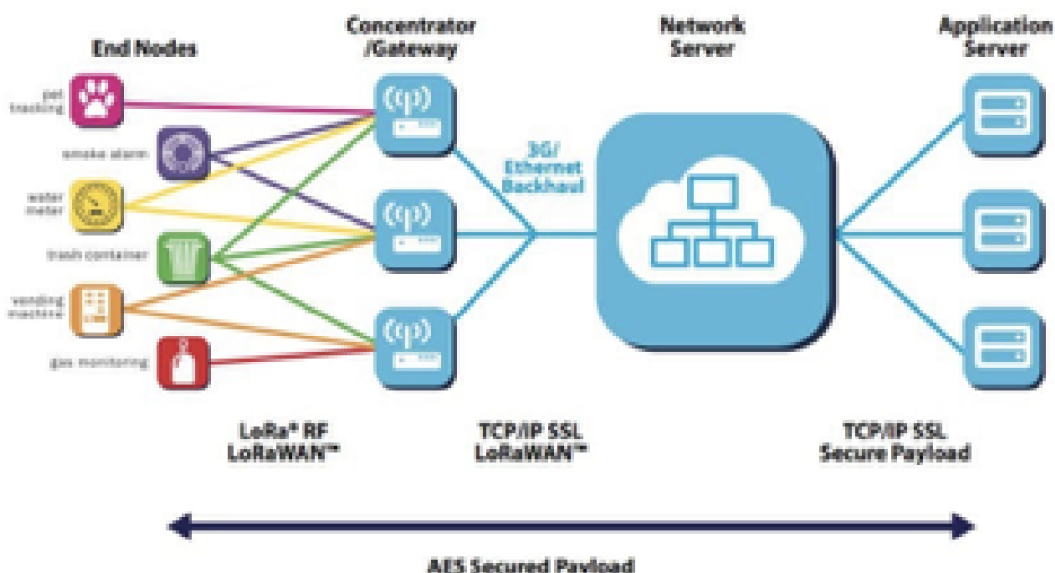 End Nodes
Concentrator
/Gateway
Network
Server
Application
Server
pet
tracking
smoke alarm
water
meter
trash container
vending
machine
gas monitoring
3G/
Ethernet
Backhaul
LoRa® RF
LoRaWAN™
TCP/IP SSL
LoRaWAN™
TCP/IP SSL
Secure Payload
AES Secured Payload